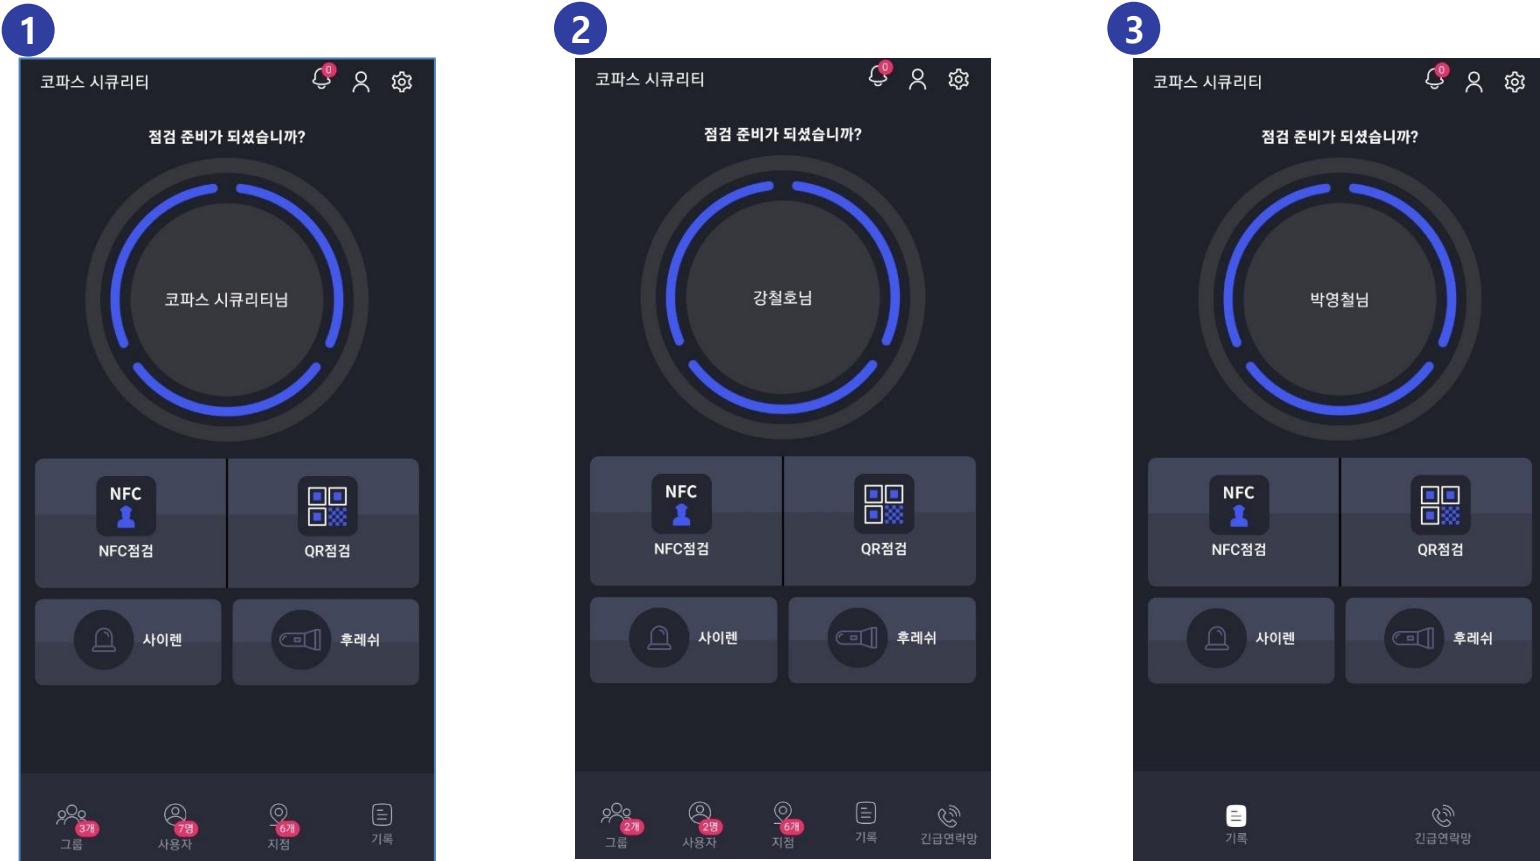 1
코파스 시큐리티
0
점검 준비가 되셨습니까?
코파스 시큐리티님
NFC
NFC점검
QR점검
사이렌
후레쉬
3개
그룹
7명
사용자
6개
지점
기록
2
코파스 시큐리티
0
점검 준비가 되셨습니까?
강철호님
NFC
NFC점검
QR점검
사이렌
후레쉬
2개
그룹
2명
사용자
6개
지점
기록
긴급연락망
3
코파스 시큐리티
0
점검 준비가 되셨습니까?
박영철님
NFC
NFC점검
QR점검
사이렌
후레쉬
기록
긴급연락망